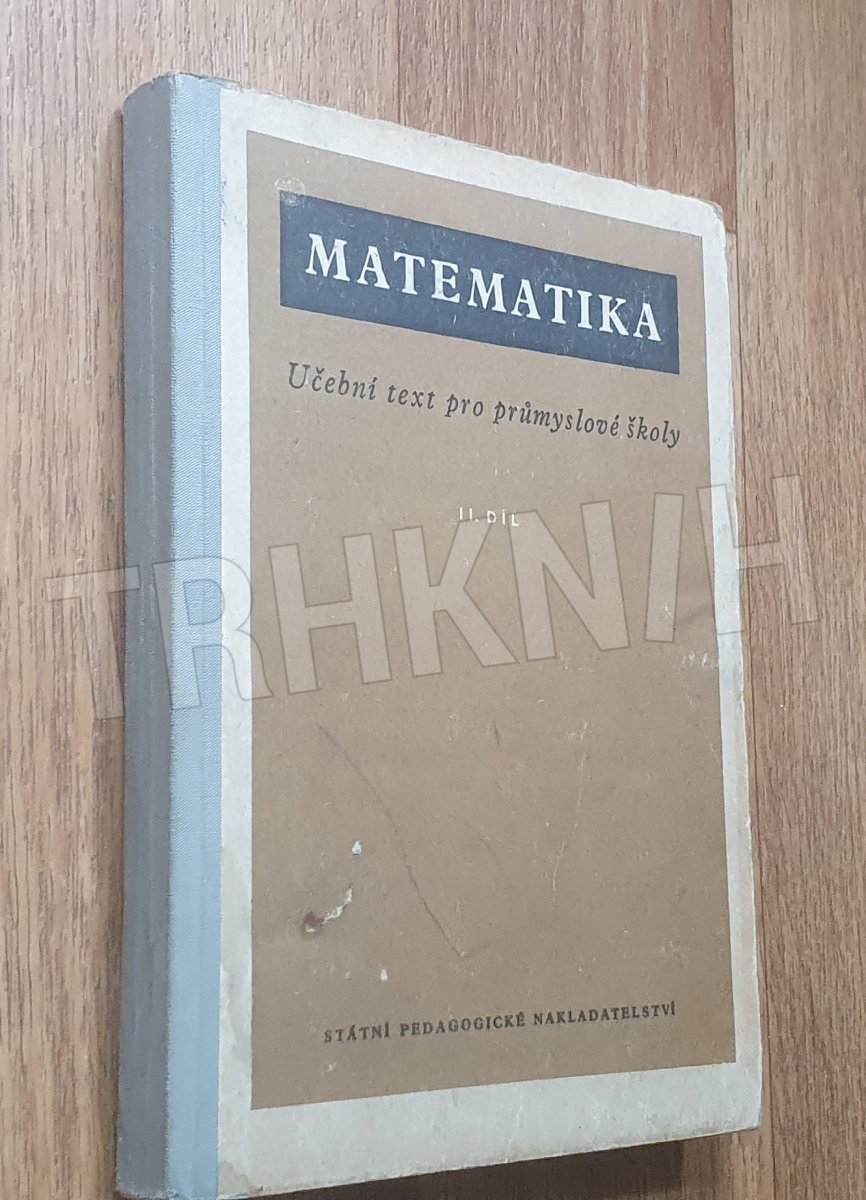 MATEMATIKA
Učební text pro průmyslové školy
II. DÍL
TRHKNIH
STÁTNÍ PEDAGOGICKÉ NAKLADATELSTVÍ